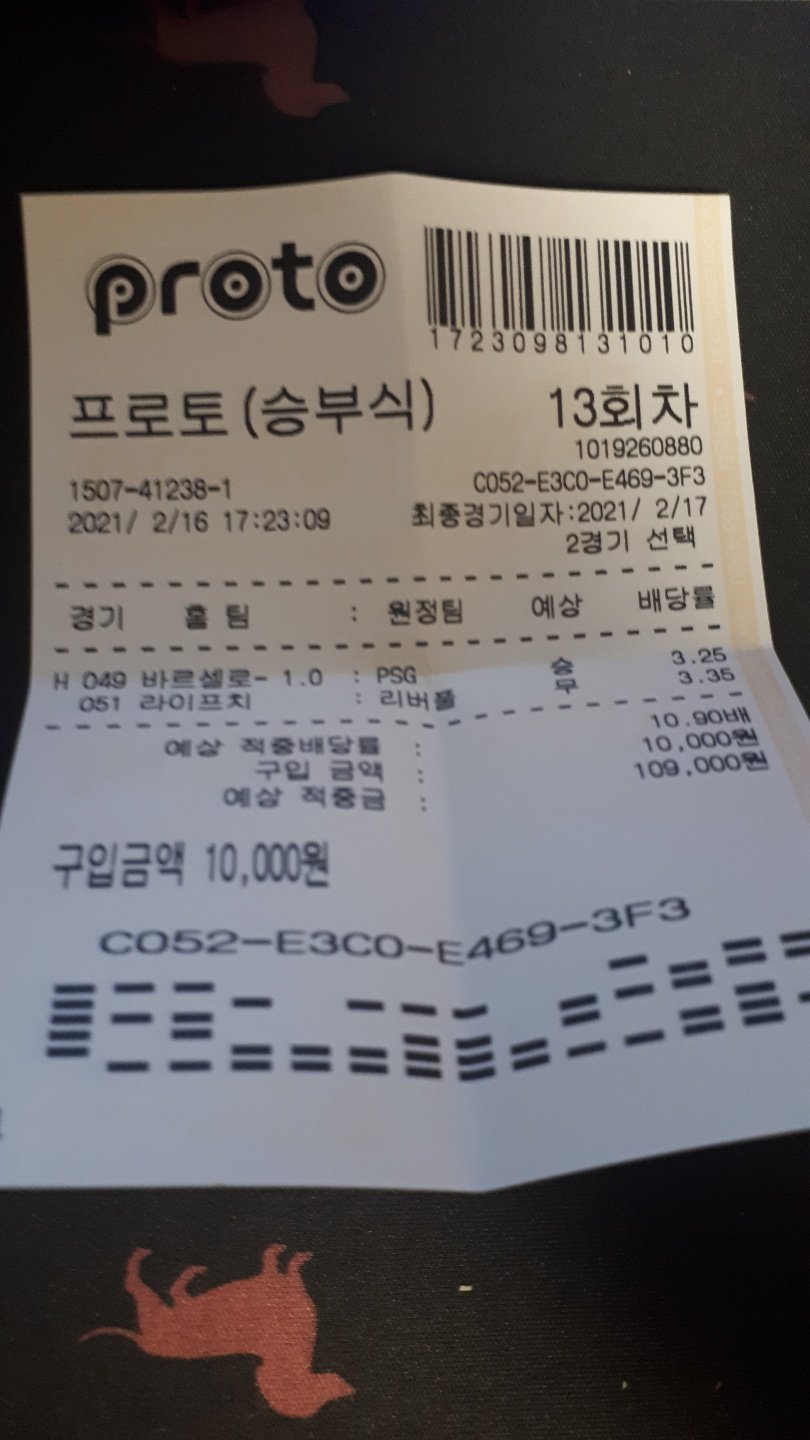 proto
1723098131010
프로토(승부식) 13회차
1019260880
1507-41238-1 C052-E3C0-E469-3F3
2021/ 2/16 17:23:09 최종경기일자:2021/ 2/17
2경기 선택
경기 홈 팀 : 원정팀 예상 배당률
H 049 바르셀로- 1.0 : PSG 승 3.25
051 라이프치 : 리버풀 무 3.35
예상 적중배당률 : 10.90배
구입 금액 : 10,000원
예상 적중금 : 109,000원
구입금액 10,000원
C052-E3C0-E469-3F3